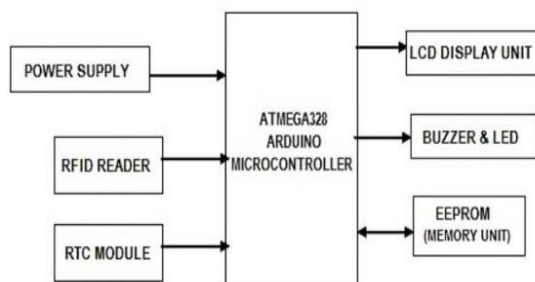 POWER SUPPLY
RFID READER
RTC MODULE
ATMEGA328
ARDUINO
MICROCONTROLLER
LCD DISPLAY UNIT
BUZZER & LED
EEPROM
(MEMORY UNIT)